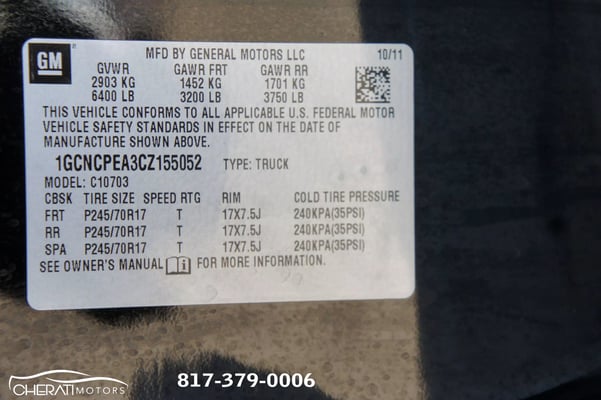 GM
MFD BY GENERAL MOTORS LLC 10/11
GVWR GAWR FRT GAWR RR
2903 KG 1452 KG 1701 KG
6400 LB 3200 LB 3750 LB
THIS VEHICLE CONFORMS TO ALL APPLICABLE U.S. FEDERAL MOTOR
VEHICLE SAFETY STANDARDS IN EFFECT ON THE DATE OF
MANUFACTURE SHOWN ABOVE.
1GCNCPEA3CZ155052 TYPE: TRUCK
MODEL: C10703
CBSK TIRE SIZE SPEED RTG RIM COLD TIRE PRESSURE
FRT P245/70R17 T 17X7.5J 240KPA(35PSI)
RR P245/70R17 T 17X7.5J 240KPA(35PSI)
SPA P245/70R17 T 17X7.5J 240KPA(35PSI)
SEE OWNER'S MANUAL i FOR MORE INFORMATION.
CHERATI MOTORS
817-379-0006